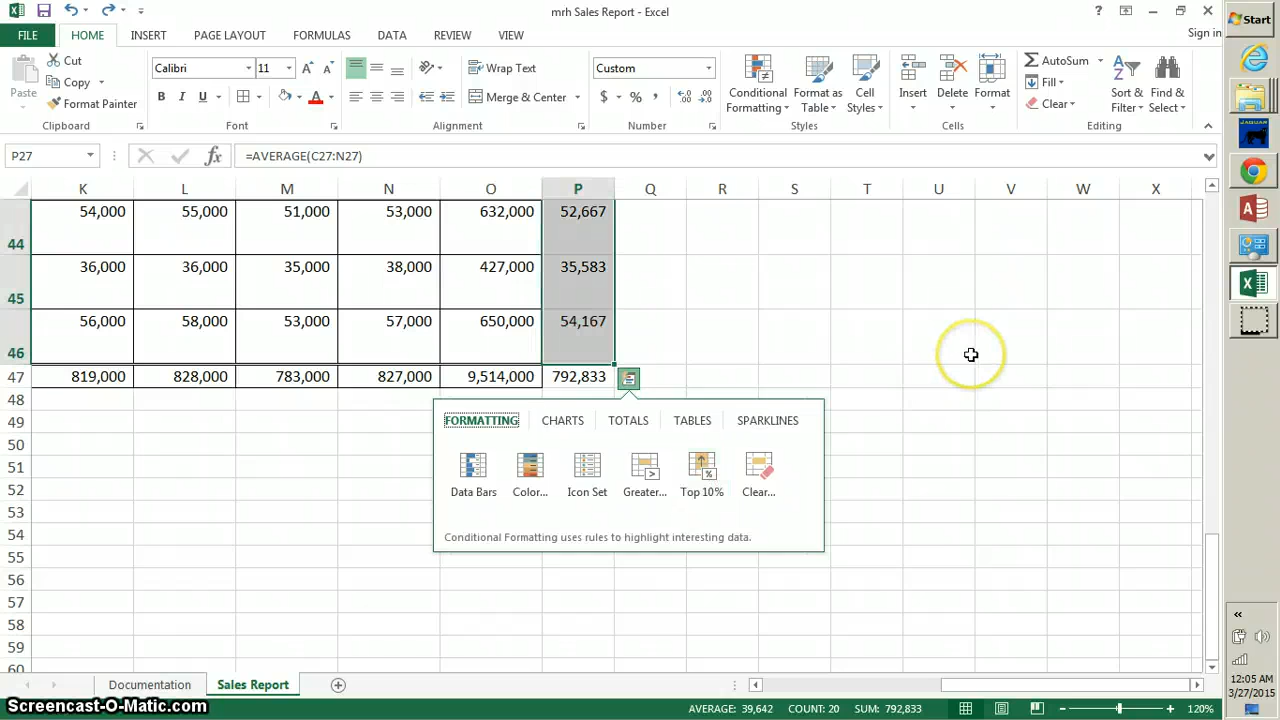 mrh Sales Report - Excel
?
Start
FILE HOME INSERT PAGE LAYOUT FORMULAS DATA REVIEW VIEW Sign in
Paste
Cut
Copy
Format Painter
Clipboard
Calibri 11
B I U A
Font
Wrap Text
Merge & Center
Alignment
Custom
$ % ,
Number
Conditional
Formatting
Format as
Table
Cell
Styles
Styles
Insert Delete Format
Cells
AutoSum
Fill
Clear
Sort &
Filter
Find &
Select
Editing
JAGUAR
P27 fx =AVERAGE(C27:N27)
K L M N O P Q R S T U V W X
44 54,000 55,000 51,000 53,000 632,000 52,667
45 36,000 36,000 35,000 38,000 427,000 35,583
46 56,000 58,000 53,000 57,000 650,000 54,167
47 819,000 828,000 783,000 827,000 9,514,000 792,833
48
49
50
51
52
53
54
55
56
57
58
59
60
FORMATTING CHARTS TOTALS TABLES SPARKLINES
Data Bars Color... Icon Set Greater... Top 10% Clear...
Conditional Formatting uses rules to highlight interesting data.
Documentation Sales Report
AVERAGE: 39,642 COUNT: 20 SUM: 792,833 120%
12:05 AM
3/27/2015
Screencast-O-Matic.com